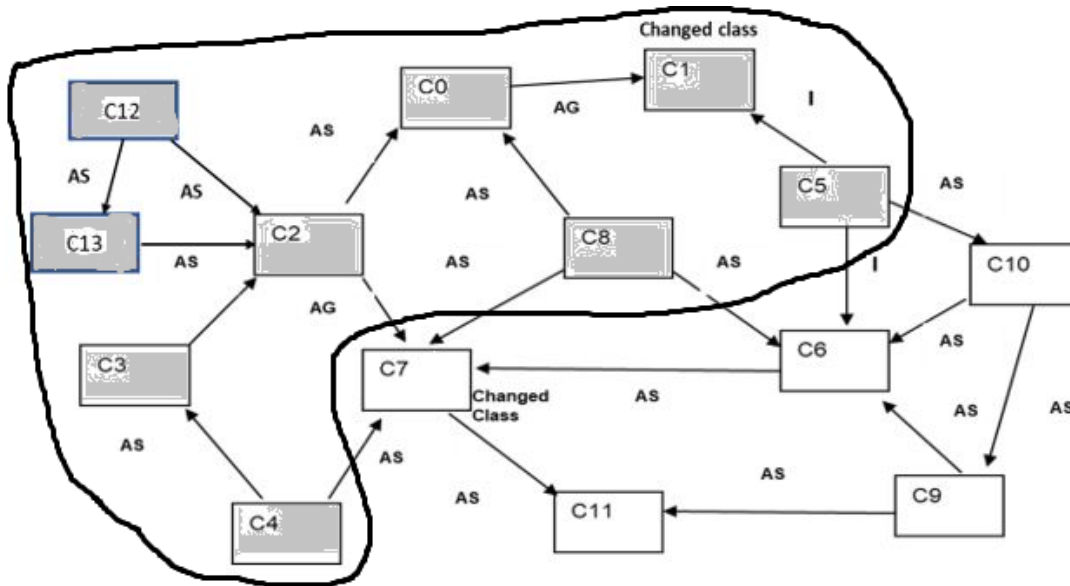 Changed class
C1
C0
AG
I
C12
AS
AS
AS
AS
C5
AS
C13
C2
C8
AS
AS
AS
I
C10
AG
C3
C7
C6
AS
Changed
Class
AS
AS
AS
AS
AS
AS
AS
C4
C11
C9